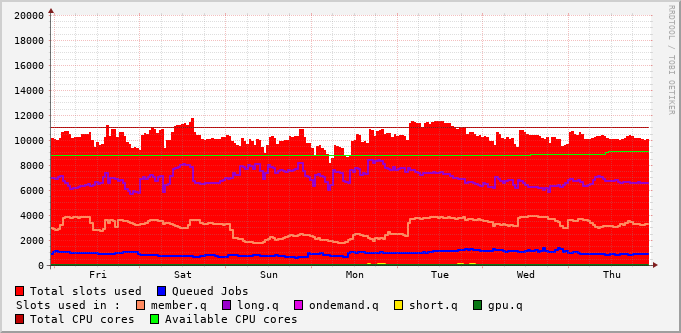 RRDTOOL / TOBI OETIKER
20000
18000
16000
14000
12000
10000
8000
6000
4000
2000
0
Fri Sat Sun Mon Tue Wed Thu
Total slots used Queued Jobs
Slots used in : member.q long.q ondemand.q short.q gpu.q
Total CPU cores Available CPU cores